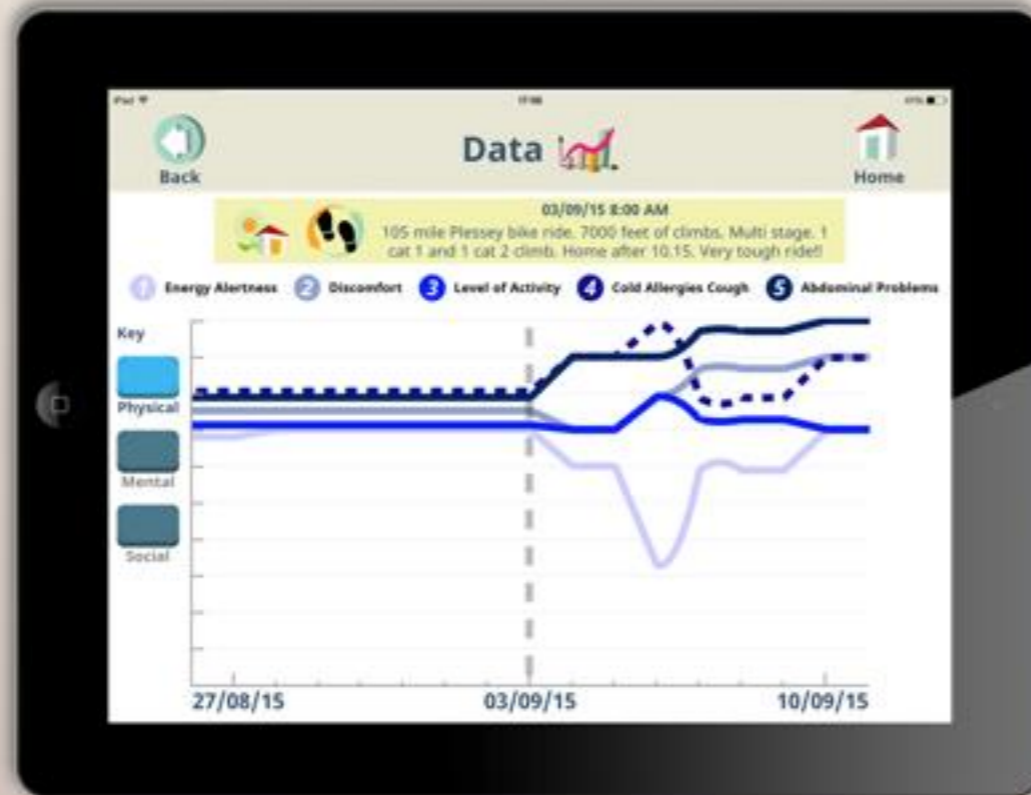 iPad
Data
Back
Home
03/09/15 8:00 AM
105 mile Plessey bike ride. 7000 feet of climbs. Multi stage. 1
cat 1 and 1 cat 2 climb. Home after 10.15. Very tough ride!!
1 Energy Alertness 2 Discomfort 3 Level of Activity 4 Cold Allergies Cough 5 Abdominal Problems
Key
Physical
Mental
Social
27/08/15 03/09/15 10/09/15